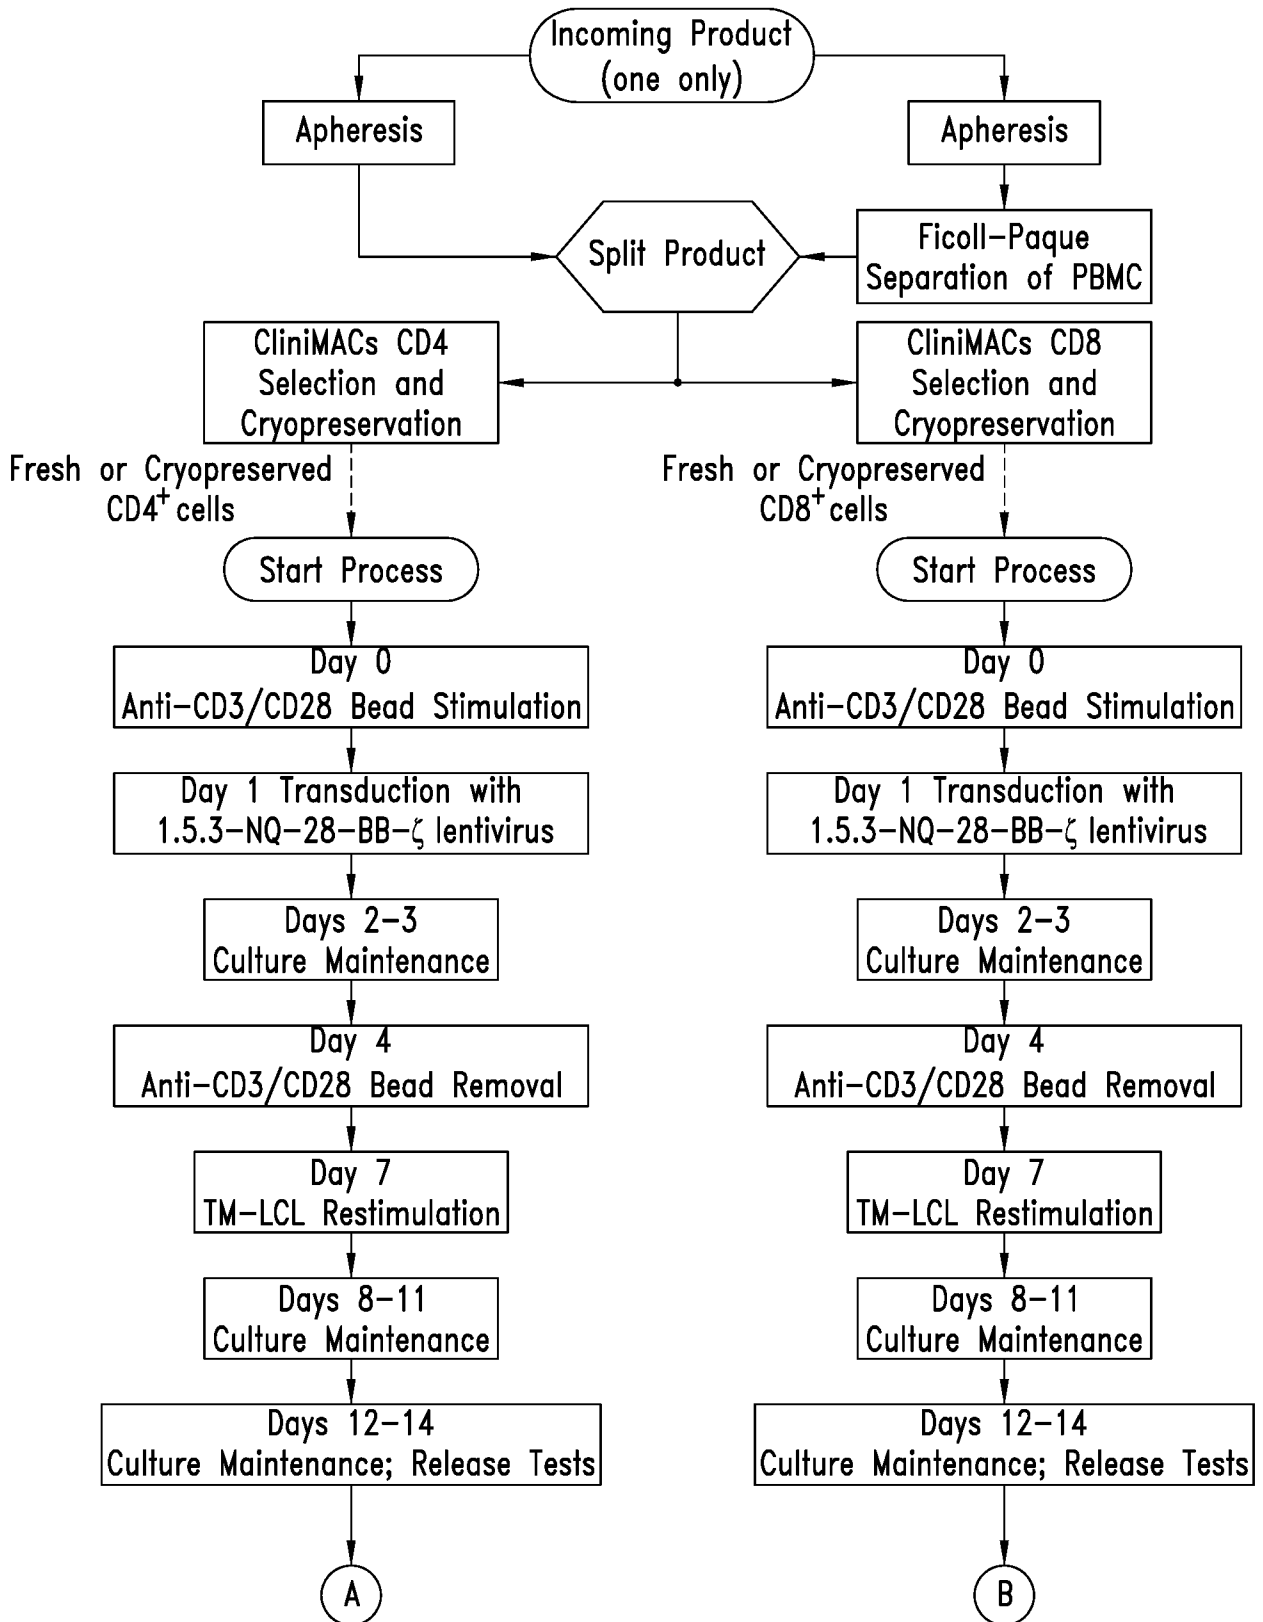 Incoming Product
(one only)
Apheresis
Apheresis
Split Product
Ficoll-Paque
Separation of PBMC
CliniMACs CD4
Selection and
Cryopreservation
CliniMACs CD8
Selection and
Cryopreservation
Fresh or Cryopreserved
CD4⁺ cells
Fresh or Cryopreserved
CD8⁺ cells
Start Process
Start Process
Day 0
Anti-CD3/CD28 Bead Stimulation
Day 0
Anti-CD3/CD28 Bead Stimulation
Day 1 Transduction with
1.5.3-NQ-28-BB-ζ lentivirus
Day 1 Transduction with
1.5.3-NQ-28-BB-ζ lentivirus
Days 2-3
Culture Maintenance
Days 2-3
Culture Maintenance
Day 4
Anti-CD3/CD28 Bead Removal
Day 4
Anti-CD3/CD28 Bead Removal
Day 7
TM-LCL Restimulation
Day 7
TM-LCL Restimulation
Days 8-11
Culture Maintenance
Days 8-11
Culture Maintenance
Days 12-14
Culture Maintenance; Release Tests
Days 12-14
Culture Maintenance; Release Tests
A
B